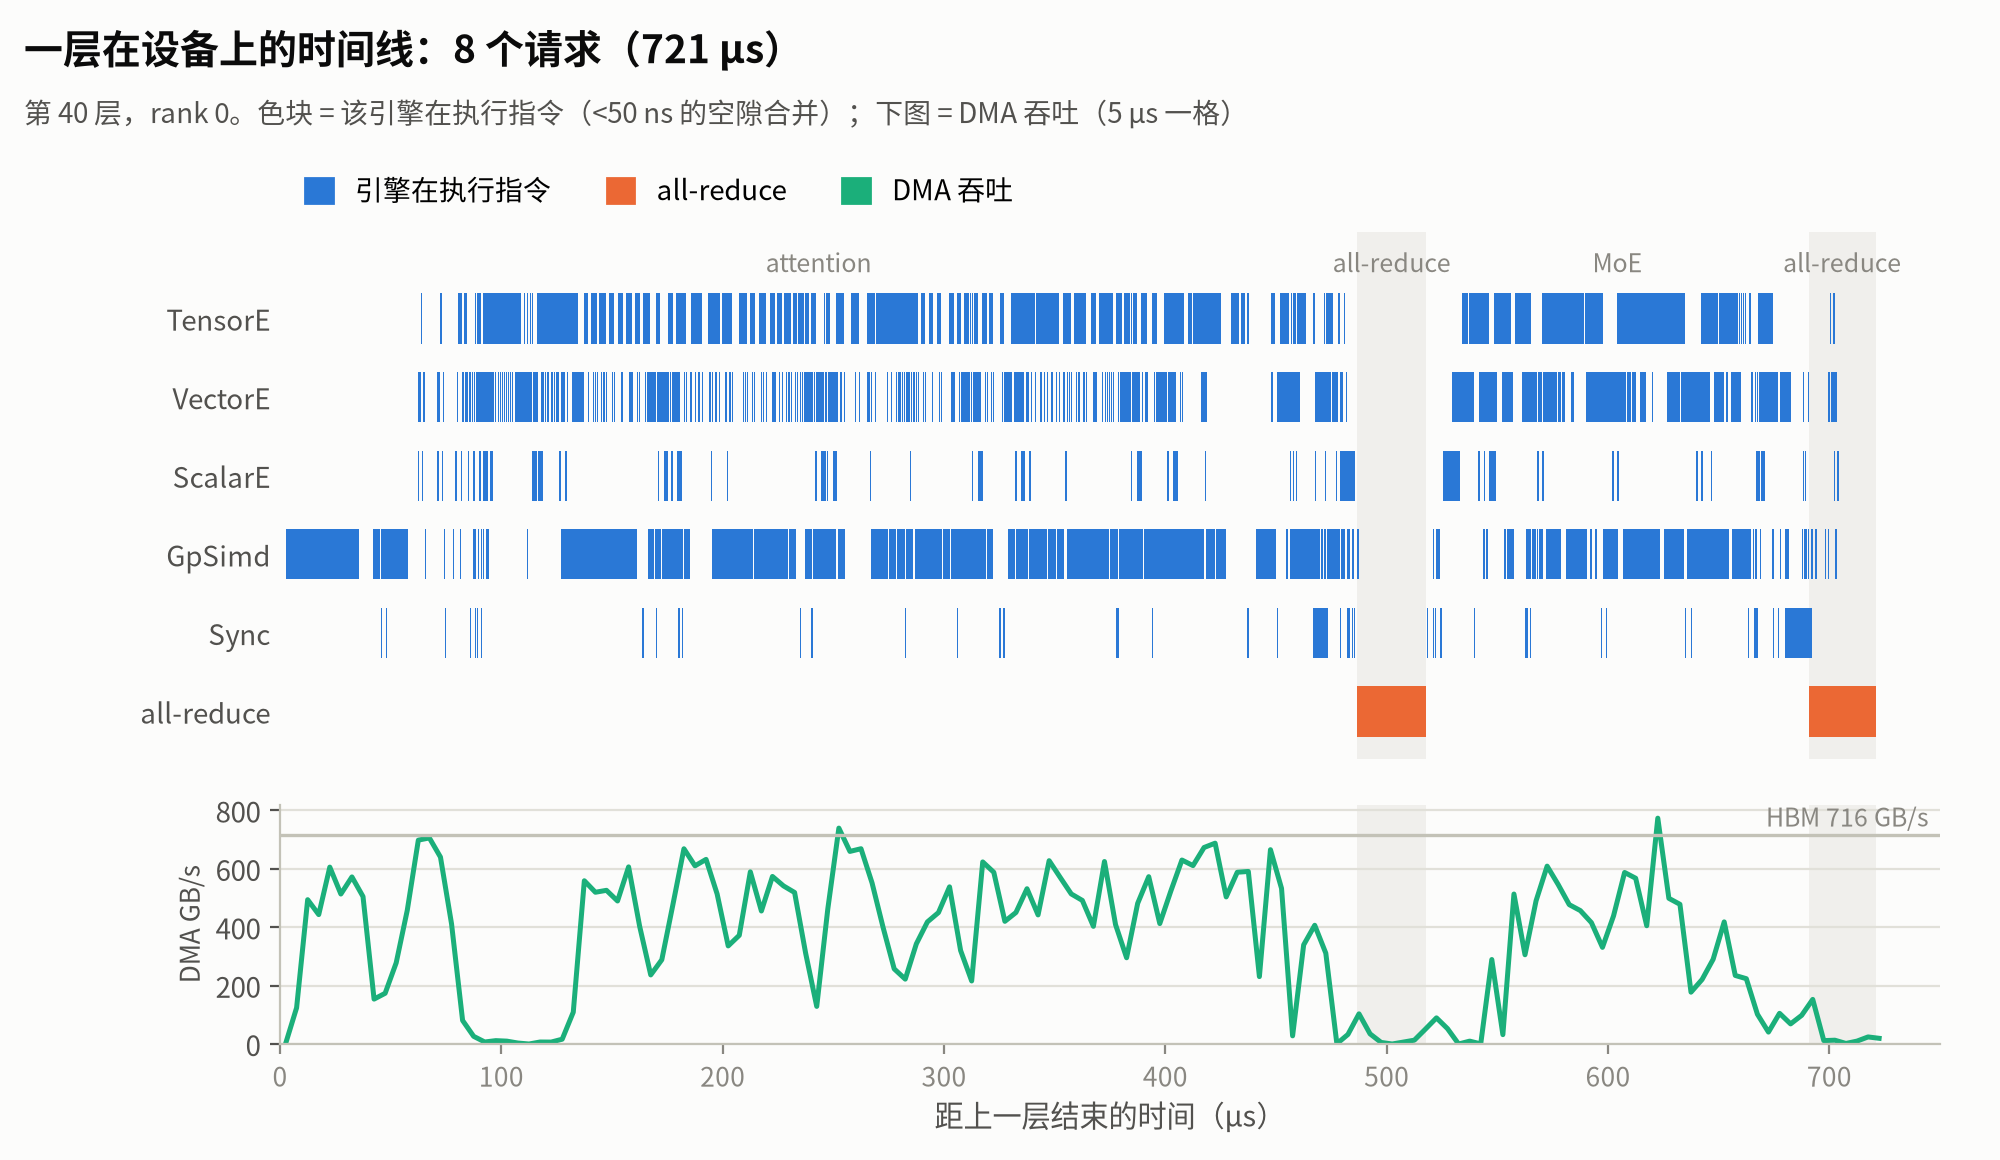 一层在设备上的时间线：8 个请求（721 µs）
第 40 层，rank 0。色块 = 该引擎在执行指令（<50 ns 的空隙合并）；下图 = DMA 吞吐（5 µs 一格）
引擎在执行指令 all-reduce DMA 吞吐
attention all-reduce MoE all-reduce
TensorE
VectorE
ScalarE
GpSimd
Sync
all-reduce
HBM 716 GB/s
DMA GB/s
800
600
400
200
0
0 100 200 300 400 500 600 700
距上一层结束的时间（µs）